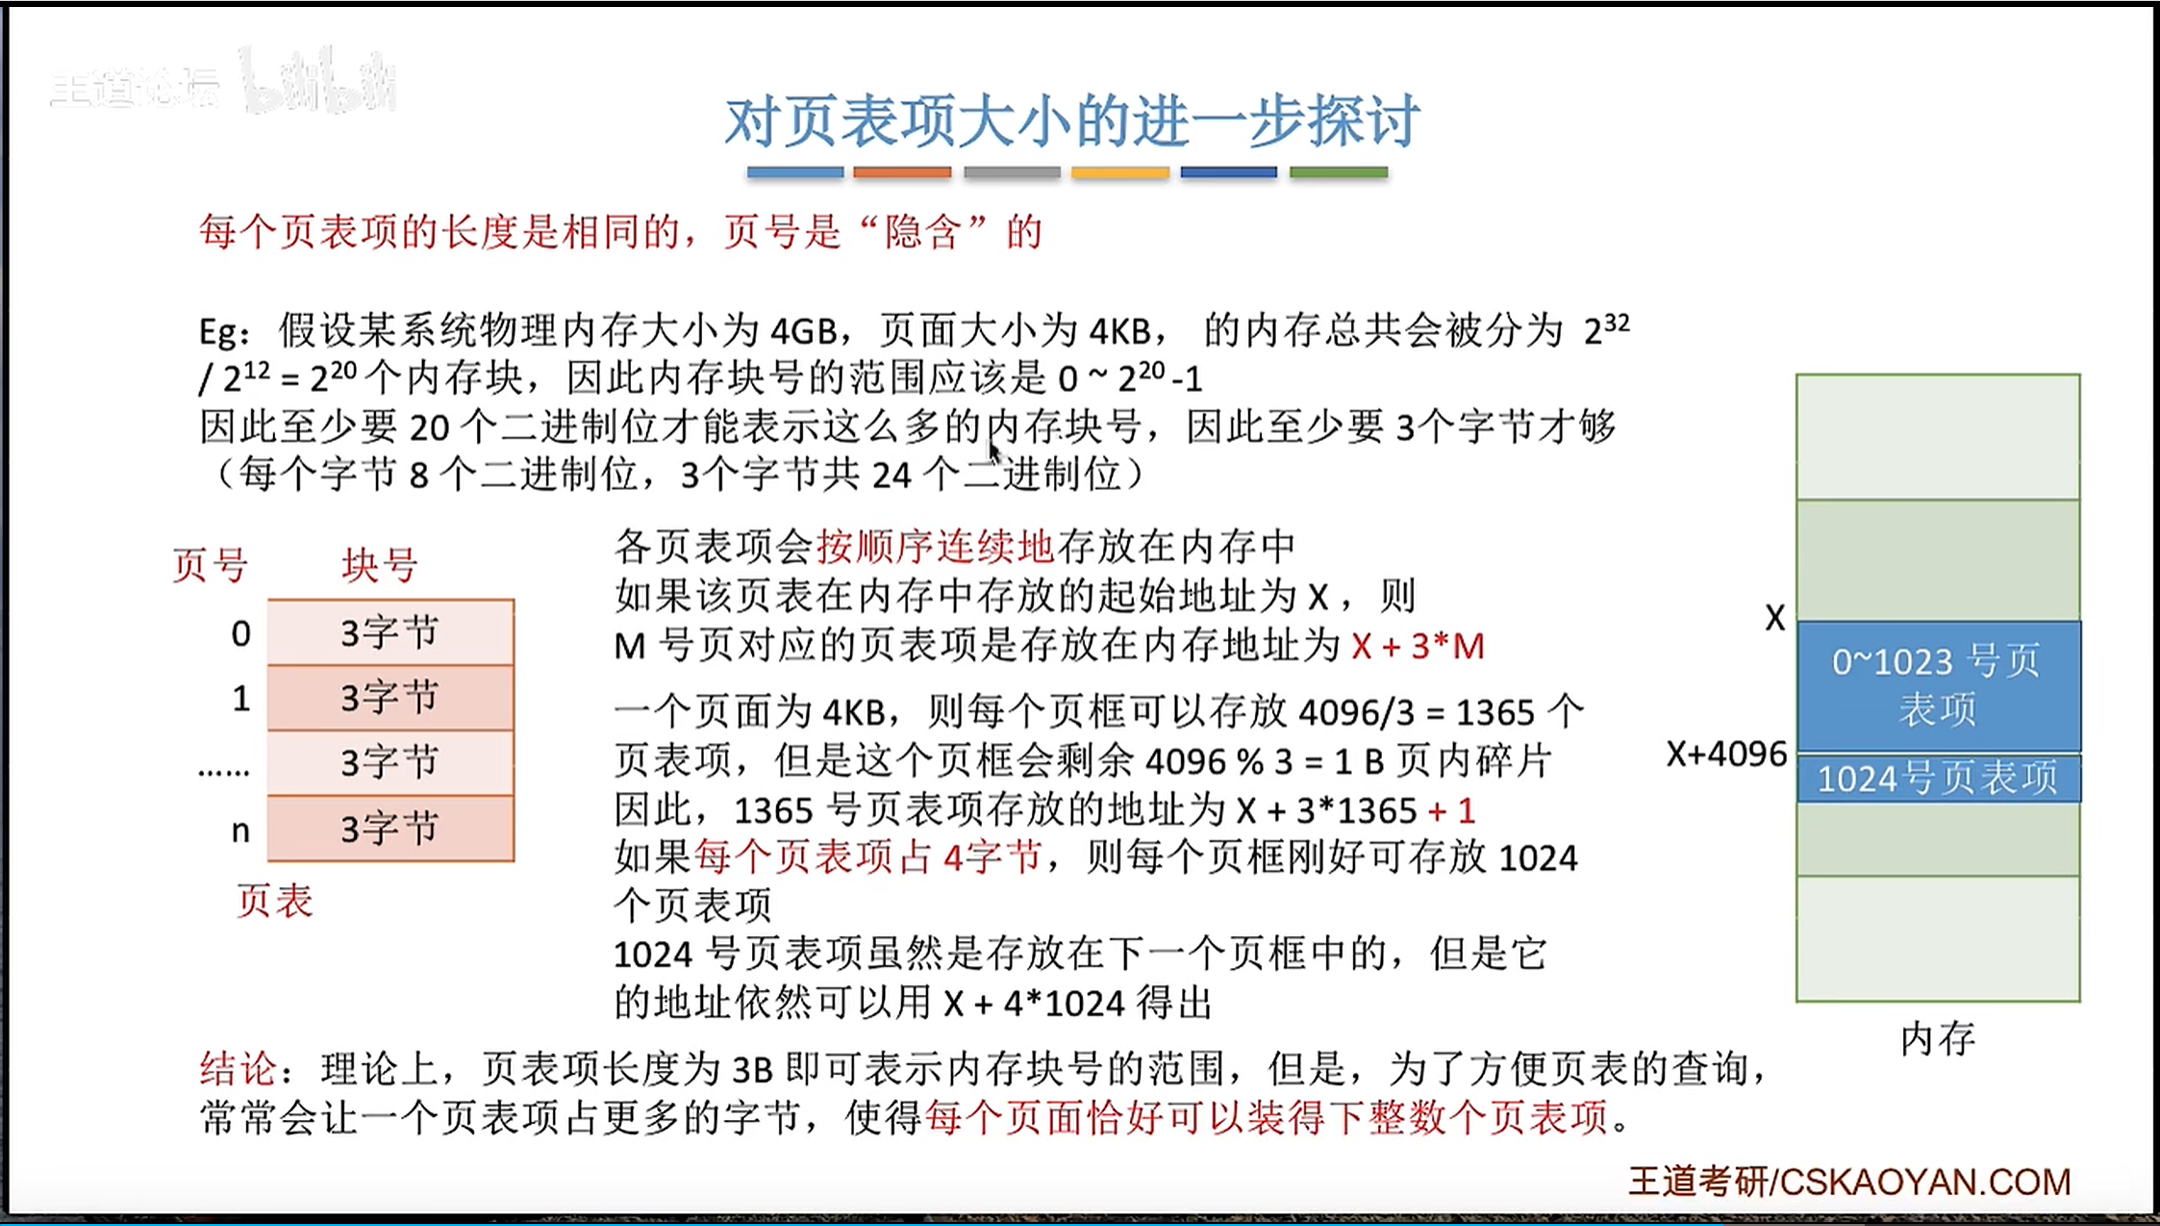 王道论坛 bilibili
对页表项大小的进一步探讨
每个页表项的长度是相同的，页号是“隐含”的
Eg：假设某系统物理内存大小为 4GB，页面大小为 4KB， 的内存总共会被分为 2³²
/ 2¹² = 2²⁰ 个内存块，因此内存块号的范围应该是 0 ~ 2²⁰ -1
因此至少要 20 个二进制位才能表示这么多的内存块号，因此至少要 3个字节才够
（每个字节 8 个二进制位，3个字节共 24 个二进制位）
页号 块号
0 3字节
1 3字节
...... 3字节
n 3字节
页表
各页表项会按顺序连续地存放在内存中
如果该页表在内存中存放的起始地址为 X ，则
M 号页对应的页表项是存放在内存地址为 X + 3*M
一个页面为 4KB，则每个页框可以存放 4096/3 = 1365 个
页表项，但是这个页框会剩余 4096 % 3 = 1 B 页内碎片
因此，1365 号页表项存放的地址为 X + 3*1365 + 1
如果每个页表项占 4字节，则每个页框刚好可存放 1024
个页表项
1024 号页表项虽然是存放在下一个页框中的，但是它
的地址依然可以用 X + 4*1024 得出
X
0~1023 号页
表项
X+4096
1024号页表项
内存
结论：理论上，页表项长度为 3B 即可表示内存块号的范围，但是，为了方便页表的查询，
常常会让一个页表项占更多的字节，使得每个页面恰好可以装得下整数个页表项。
王道考研/CSKAOYAN.COM